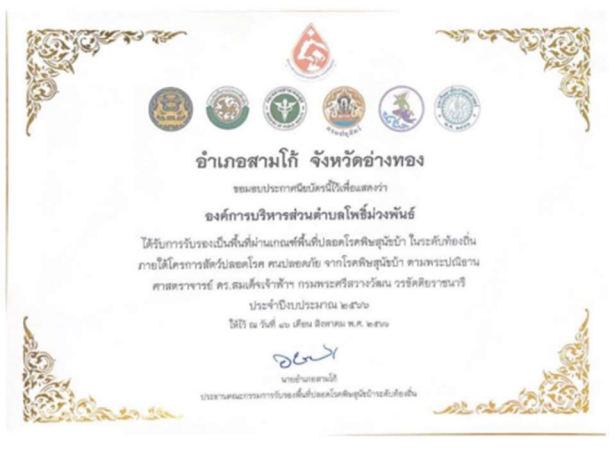 อำเภอสามโก้ จังหวัดอ่างทอง
ขอมอบประกาศนียบัตรนี้ไว้เพื่อแสดงว่า
องค์การบริหารส่วนตำบลโพธิ์ม่วงพันธ์
ได้รับการรับรองเป็นพื้นที่ผ่านเกณฑ์พื้นที่ปลอดโรคพิษสุนัขบ้า ในระดับท้องถิ่น
ภายใต้โครงการสัตว์ปลอดโรค คนปลอดภัย จากโรคพิษสุนัขบ้า ตามพระปณิธาน
ศาสตราจารย์ ดร.สมเด็จเจ้าฟ้าฯ กรมพระศรีสวางควัฒน วรขัตติยราชนารี
ประจำปีงบประมาณ ๒๕๖๖
ให้ไว้ ณ วันที่ ๑๖ เดือน สิงหาคม พ.ศ. ๒๕๖๖
นายอำเภอสามโก้
ประธานคณะกรรมการรับรองพื้นที่ปลอดโรคพิษสุนัขบ้าระดับท้องถิ่น